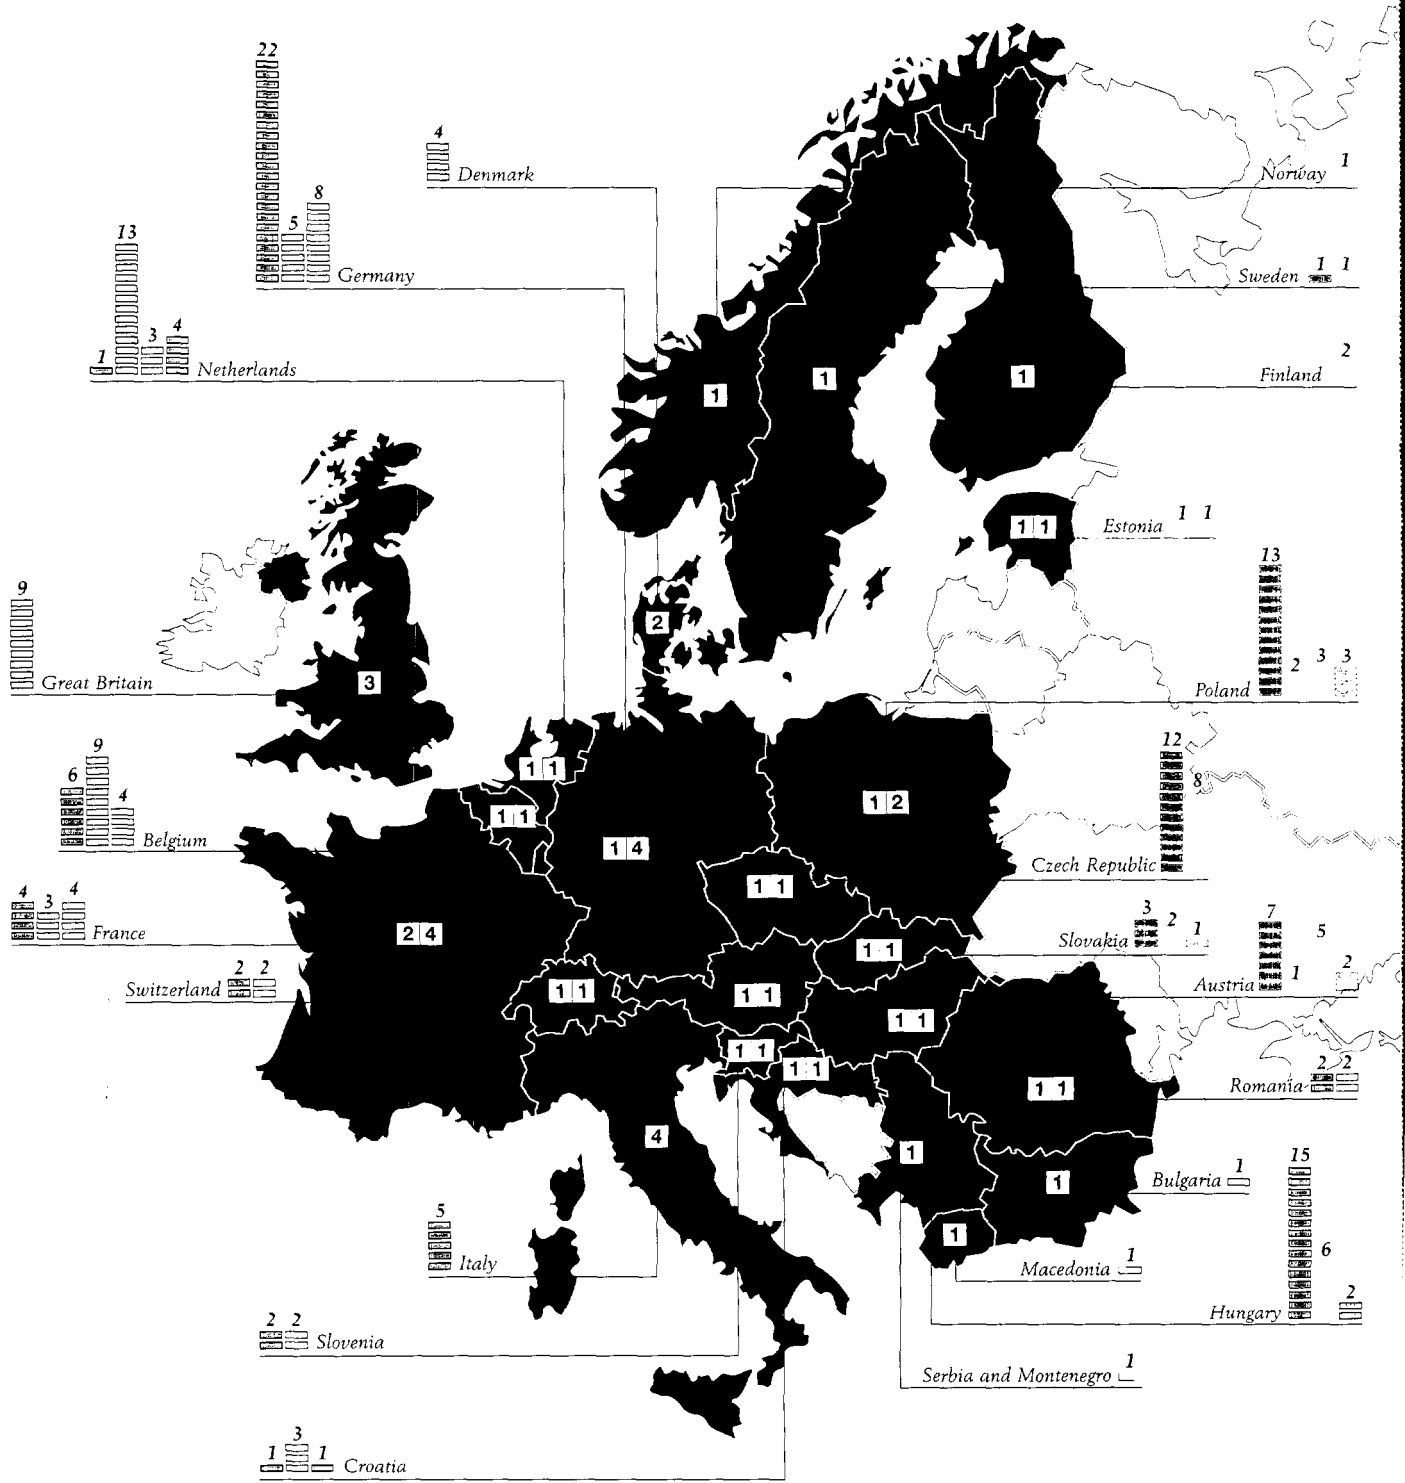 22
4
Denmark
Norway 1
5 8
Germany
13
1 3 4
Netherlands
Sweden 1 1
2
Finland
1
1
1
1 1
Estonia 1 1
9
Great Britain
2
3
13
2 3 3
Poland
1 1
1 1
1 2
1 4
6 9 4
Belgium
12
8
Czech Republic
1 1
4 3 4
France
2 4
3 2 1
Slovakia
1 1
7
1 5 2
Austria
2 2
Switzerland
1 1
1 1
1 1
1 1
1 1
2 2
Romania
1 1
4
1
1
Bulgaria 1
1
15
6
2
Hungary
5
Italy
Macedonia 1
2 2
Slovenia
Serbia and Montenegro 1
1 3 1
Croatia